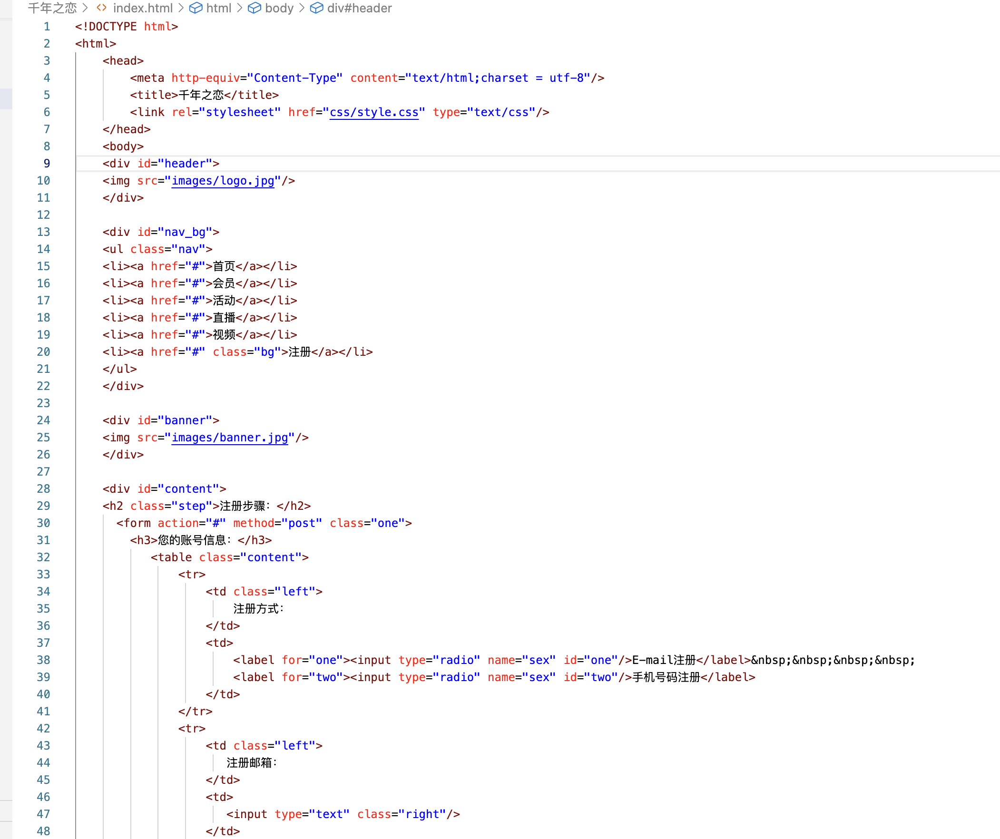 千年之恋 > <> index.html > html > body > div#header
1 <!DOCTYPE html>
2 <html>
3 <head>
4 <meta http-equiv="Content-Type" content="text/html;charset = utf-8"/>
5 <title>千年之恋</title>
6 <link rel="stylesheet" href="css/style.css" type="text/css"/>
7 </head>
8 <body>
9 <div id="header">
10 <img src="images/logo.jpg"/>
11 </div>
12
13 <div id="nav_bg">
14 <ul class="nav">
15 <li><a href="#">首页</a></li>
16 <li><a href="#">会员</a></li>
17 <li><a href="#">活动</a></li>
18 <li><a href="#">直播</a></li>
19 <li><a href="#">视频</a></li>
20 <li><a href="#" class="bg">注册</a></li>
21 </ul>
22 </div>
23
24 <div id="banner">
25 <img src="images/banner.jpg"/>
26 </div>
27
28 <div id="content">
29 <h2 class="step">注册步骤：</h2>
30 <form action="#" method="post" class="one">
31 <h3>您的账号信息：</h3>
32 <table class="content">
33 <tr>
34 <td class="left">
35 注册方式：
36 </td>
37 <td>
38 <label for="one"><input type="radio" name="sex" id="one"/>E-mail注册</label>&nbsp;&nbsp;&nbsp;&nbsp;
39 <label for="two"><input type="radio" name="sex" id="two"/>手机号码注册</label>
40 </td>
41 </tr>
42 <tr>
43 <td class="left">
44 注册邮箱：
45 </td>
46 <td>
47 <input type="text" class="right"/>
48 </td>